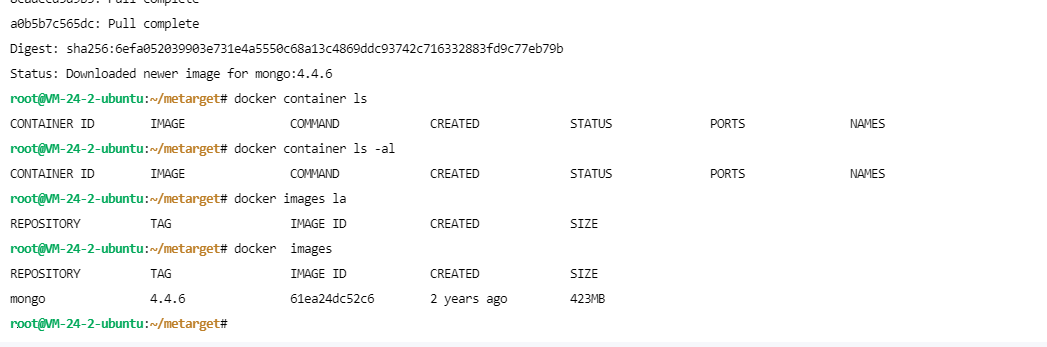 a0b5b7c565dc: Pull complete
Digest: sha256:6efa052039903e731e4a5550c68a13c4869ddc93742c716332883fd9c77eb79b
Status: Downloaded newer image for mongo:4.4.6
root@VM-24-2-ubuntu:~/metarget# docker container ls
CONTAINER ID IMAGE COMMAND CREATED STATUS PORTS NAMES
root@VM-24-2-ubuntu:~/metarget# docker container ls -al
CONTAINER ID IMAGE COMMAND CREATED STATUS PORTS NAMES
root@VM-24-2-ubuntu:~/metarget# docker images la
REPOSITORY TAG IMAGE ID CREATED SIZE
root@VM-24-2-ubuntu:~/metarget# docker  images
REPOSITORY TAG IMAGE ID CREATED SIZE
mongo 4.4.6 61ea24dc52c6 2 years ago 423MB
root@VM-24-2-ubuntu:~/metarget#